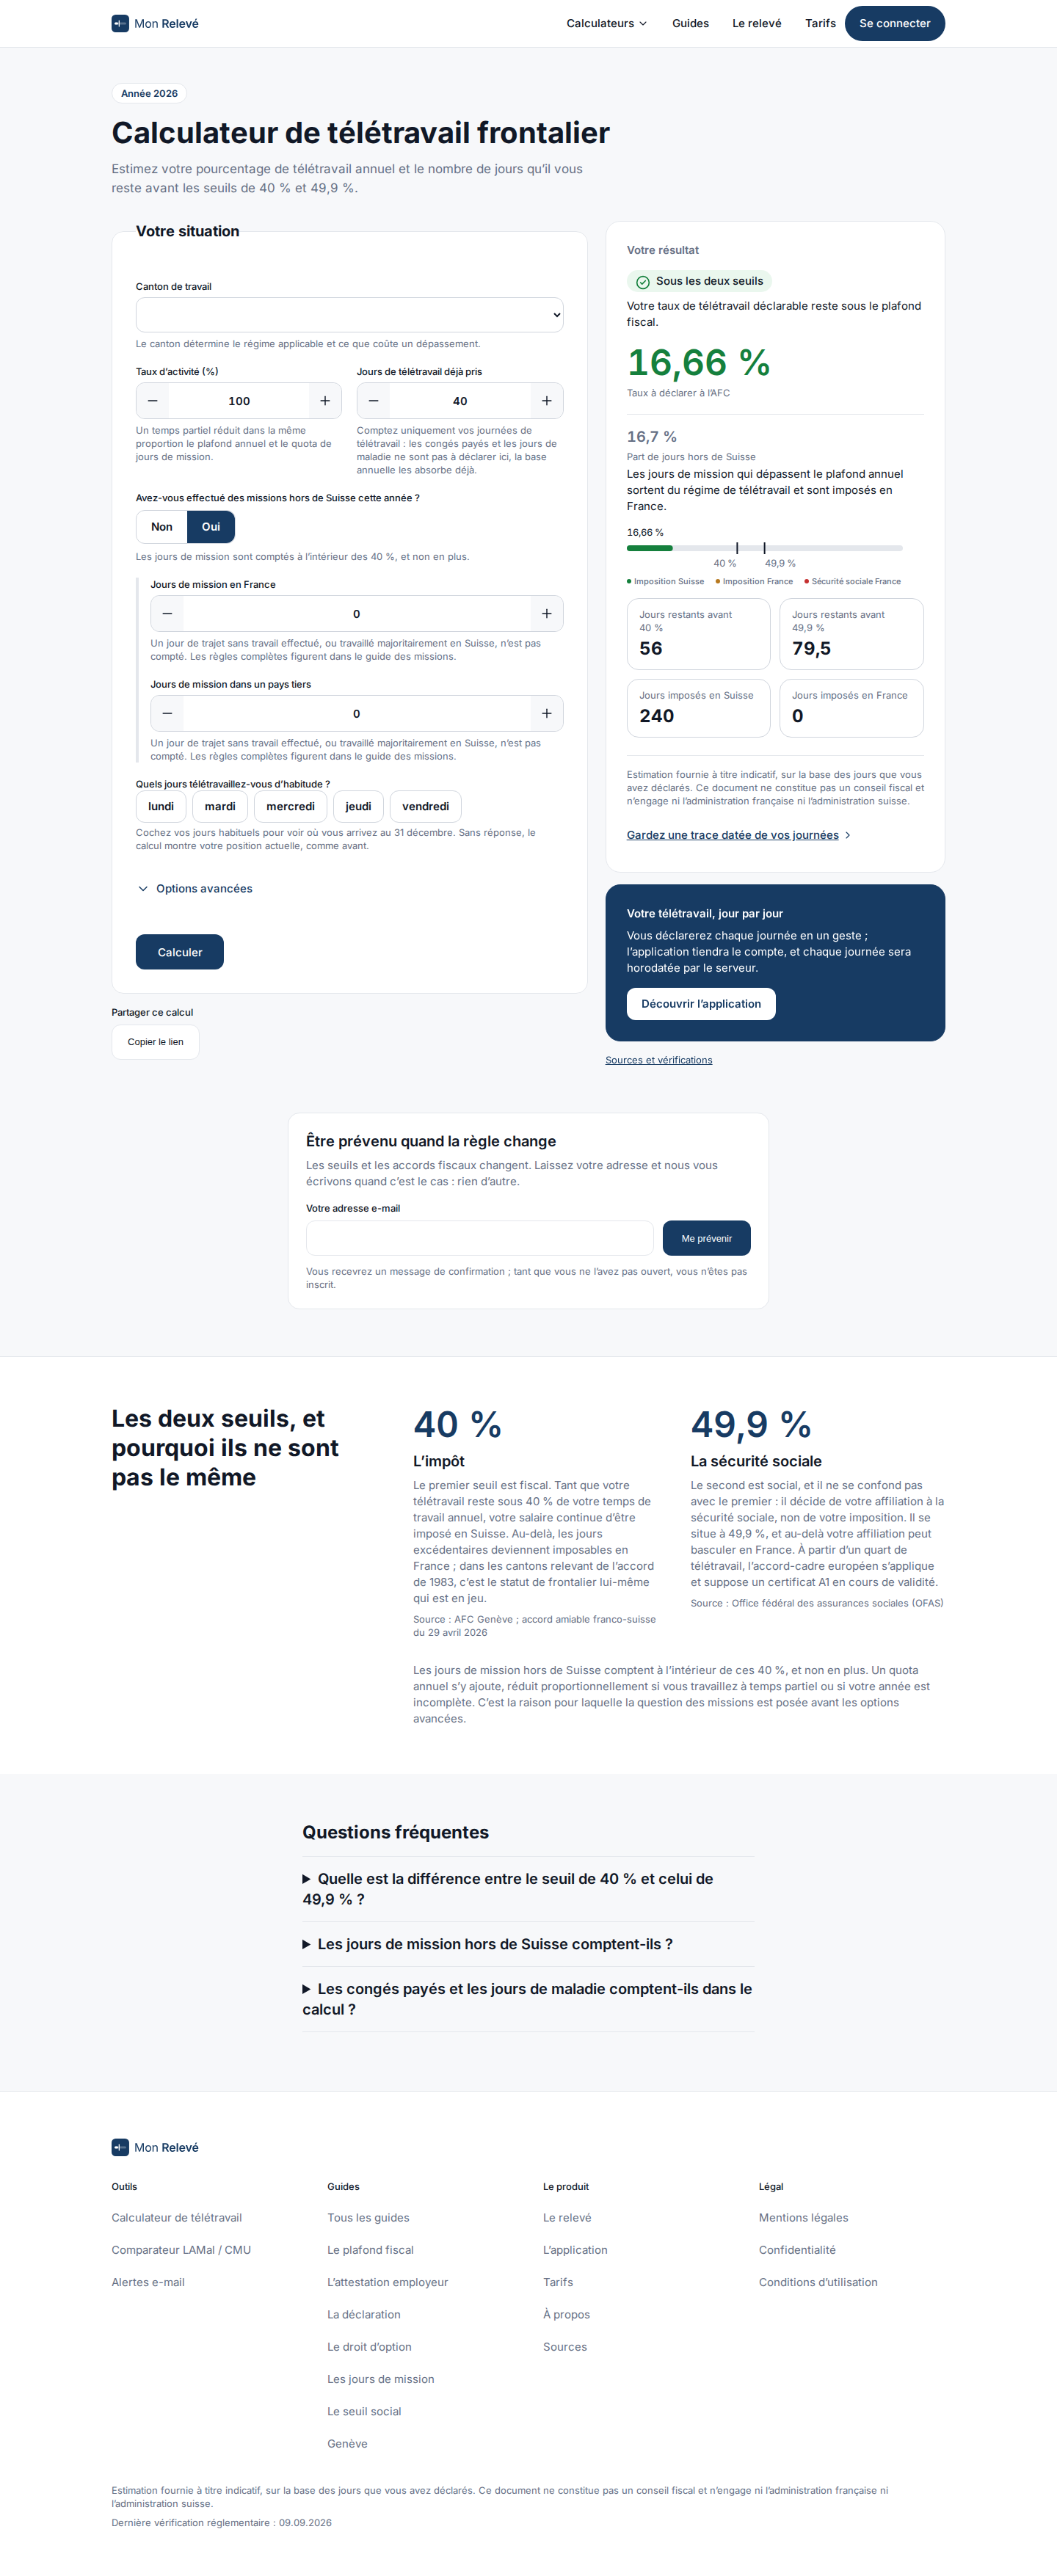 Mon Relevé
Calculateurs
Guides
Le relevé
Tarifs
Se connecter
Année 2026
Calculateur de télétravail frontalier
Estimez votre pourcentage de télétravail annuel et le nombre de jours qu’il vous
reste avant les seuils de 40 % et 49,9 %.
Votre situation
Canton de travail
Le canton détermine le régime applicable et ce que coûte un dépassement.
Taux d’activité (%)
100
Un temps partiel réduit dans la même
proportion le plafond annuel et le quota de
jours de mission.
Jours de télétravail déjà pris
40
Comptez uniquement vos journées de
télétravail : les congés payés et les jours de
maladie ne sont pas à déclarer ici, la base
annuelle les absorbe déjà.
Avez-vous effectué des missions hors de Suisse cette année ?
Non
Oui
Les jours de mission sont comptés à l’intérieur des 40 %, et non en plus.
Jours de mission en France
0
Un jour de trajet sans travail effectué, ou travaillé majoritairement en Suisse, n’est pas
compté. Les règles complètes figurent dans le guide des missions.
Jours de mission dans un pays tiers
0
Un jour de trajet sans travail effectué, ou travaillé majoritairement en Suisse, n’est pas
compté. Les règles complètes figurent dans le guide des missions.
Quels jours télétravaillez-vous d’habitude ?
lundi
mardi
mercredi
jeudi
vendredi
Cochez vos jours habituels pour voir où vous arrivez au 31 décembre. Sans réponse, le
calcul montre votre position actuelle, comme avant.
Options avancées
Calculer
Partager ce calcul
Copier le lien
Votre résultat
Sous les deux seuils
Votre taux de télétravail déclarable reste sous le plafond
fiscal.
16,66 %
Taux à déclarer à l’AFC
16,7 %
Part de jours hors de Suisse
Les jours de mission qui dépassent le plafond annuel
sortent du régime de télétravail et sont imposés en
France.
16,66 %
40 %
49,9 %
Imposition Suisse
Imposition France
Sécurité sociale France
Jours restants avant
40 %
56
Jours restants avant
49,9 %
79,5
Jours imposés en Suisse
240
Jours imposés en France
0
Estimation fournie à titre indicatif, sur la base des jours que vous
avez déclarés. Ce document ne constitue pas un conseil fiscal et
n’engage ni l’administration française ni l’administration suisse.
Gardez une trace datée de vos journées
Votre télétravail, jour par jour
Vous déclarerez chaque journée en un geste ;
l’application tiendra le compte, et chaque journée sera
horodatée par le serveur.
Découvrir l’application
Sources et vérifications
Être prévenu quand la règle change
Les seuils et les accords fiscaux changent. Laissez votre adresse et nous vous
écrivons quand c’est le cas : rien d’autre.
Votre adresse e-mail
Me prévenir
Vous recevrez un message de confirmation ; tant que vous ne l’avez pas ouvert, vous n’êtes pas
inscrit.
Les deux seuils, et
pourquoi ils ne sont
pas le même
40 %
L’impôt
Le premier seuil est fiscal. Tant que votre
télétravail reste sous 40 % de votre temps de
travail annuel, votre salaire continue d’être
imposé en Suisse. Au-delà, les jours
excédentaires deviennent imposables en
France ; dans les cantons relevant de l’accord
de 1983, c’est le statut de frontalier lui-même
qui est en jeu.
Source : AFC Genève ; accord amiable franco-suisse
du 29 avril 2026
49,9 %
La sécurité sociale
Le second est social, et il ne se confond pas
avec le premier : il décide de votre affiliation à la
sécurité sociale, non de votre imposition. Il se
situe à 49,9 %, et au-delà votre affiliation peut
basculer en France. À partir d’un quart de
télétravail, l’accord-cadre européen s’applique
et suppose un certificat A1 en cours de validité.
Source : Office fédéral des assurances sociales (OFAS)
Les jours de mission hors de Suisse comptent à l’intérieur de ces 40 %, et non en plus. Un quota
annuel s’y ajoute, réduit proportionnellement si vous travaillez à temps partiel ou si votre année est
incomplète. C’est la raison pour laquelle la question des missions est posée avant les options
avancées.
Questions fréquentes
Quelle est la différence entre le seuil de 40 % et celui de
49,9 % ?
Les jours de mission hors de Suisse comptent-ils ?
Les congés payés et les jours de maladie comptent-ils dans le
calcul ?
Mon Relevé
Outils
Calculateur de télétravail
Comparateur LAMal / CMU
Alertes e-mail
Guides
Tous les guides
Le plafond fiscal
L’attestation employeur
La déclaration
Le droit d’option
Les jours de mission
Le seuil social
Genève
Le produit
Le relevé
L’application
Tarifs
À propos
Sources
Légal
Mentions légales
Confidentialité
Conditions d’utilisation
Estimation fournie à titre indicatif, sur la base des jours que vous avez déclarés. Ce document ne constitue pas un conseil fiscal et n’engage ni l’administration française ni
l’administration suisse.
Dernière vérification réglementaire : 09.09.2026